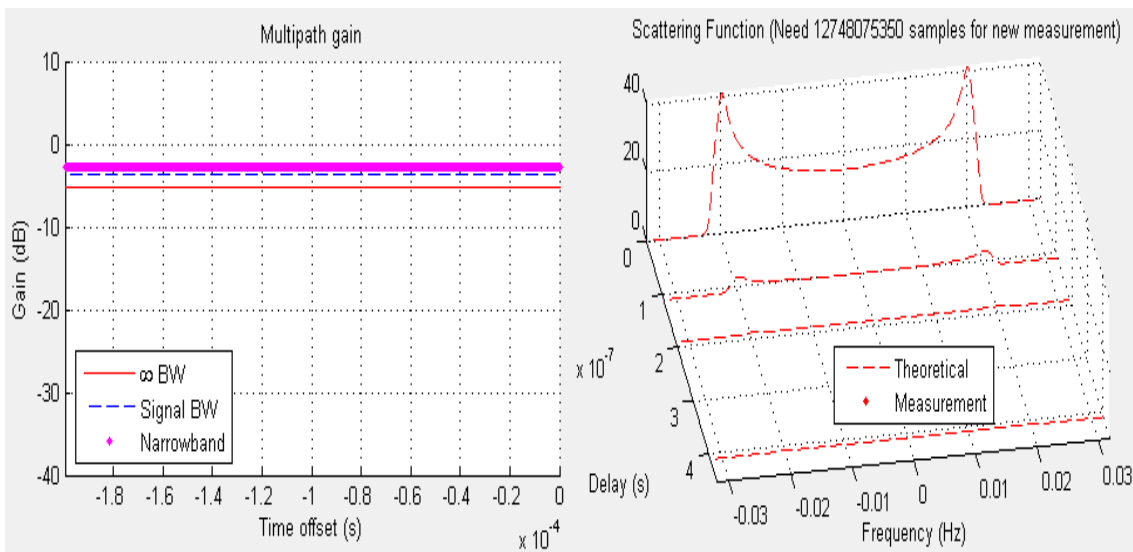 Multipath gain
10
0
-10
-20
-30
-40
Gain (dB)
∞ BW
Signal BW
Narrowband
-1.8 -1.6 -1.4 -1.2 -1 -0.8 -0.6 -0.4 -0.2 0
Time offset (s)
x 10^-4
Scattering Function (Need 12748075350 samples for new measurement)
40
20
0
0
1
2
3
4
x 10^-7
Delay (s)
Theoretical
Measurement
-0.03 -0.02 -0.01 0 0.01 0.02 0.03
Frequency (Hz)